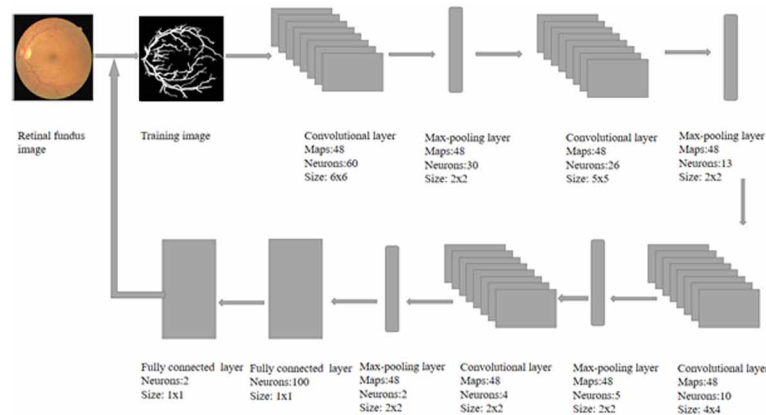 Retinal fundus
image
Training image
Convolutional layer
Maps:48
Neurons:60
Size: 6x6
Max-pooling layer
Maps:48
Neurons:30
Size: 2x2
Convolutional layer
Maps:48
Neurons:26
Size: 5x5
Max-pooling layer
Maps:48
Neurons:13
Size: 2x2
Fully connected layer
Neurons:2
Size: 1x1
Fully connected layer
Neurons:100
Size: 1x1
Max-pooling layer
Maps:48
Neurons:2
Size: 2x2
Convolutional layer
Maps:48
Neurons:4
Size: 2x2
Max-pooling layer
Maps:48
Neurons:5
Size: 2x2
Convolutional laye
Maps:48
Neurons:10
Size: 4x4